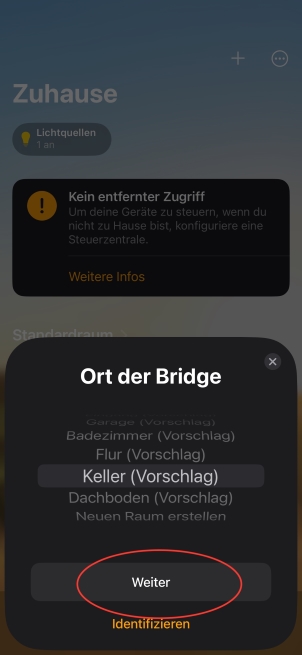 Zuhause
Lichtquellen
1 an
Kein entfernter Zugriff
Um deine Geräte zu steuern, wenn du
nicht zu Hause bist, konfiguriere eine
Steuerzentrale.
Weitere Infos
Standardraum
Ort der Bridge
Garage (Vorschlag)
Badezimmer (Vorschlag)
Flur (Vorschlag)
Keller (Vorschlag)
Dachboden (Vorschlag)
Neuen Raum erstellen
Weiter
Identifizieren